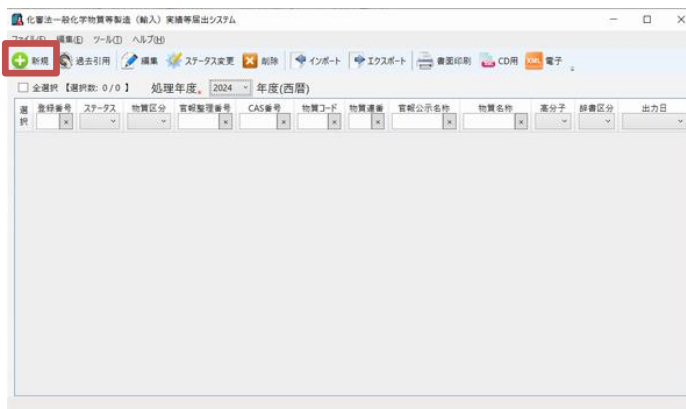 化審法一般化学物質等製造（輸入）実績等届出システム
ファイル(F) 編集(E) ツール(T) ヘルプ(H)
新規 過去引用 編集 ステータス変更 削除 インポート エクスポート 書面印刷 CD用 XML 電子
全選択 【選択数: 0 / 0 】 処理年度。 2024 年度(西暦)
選択 登録番号 ステータス 物質区分 官報整理番号 CAS番号 物質コード 物質連番 官報公示名称 物質名称 高分子 辞書区分 出力日